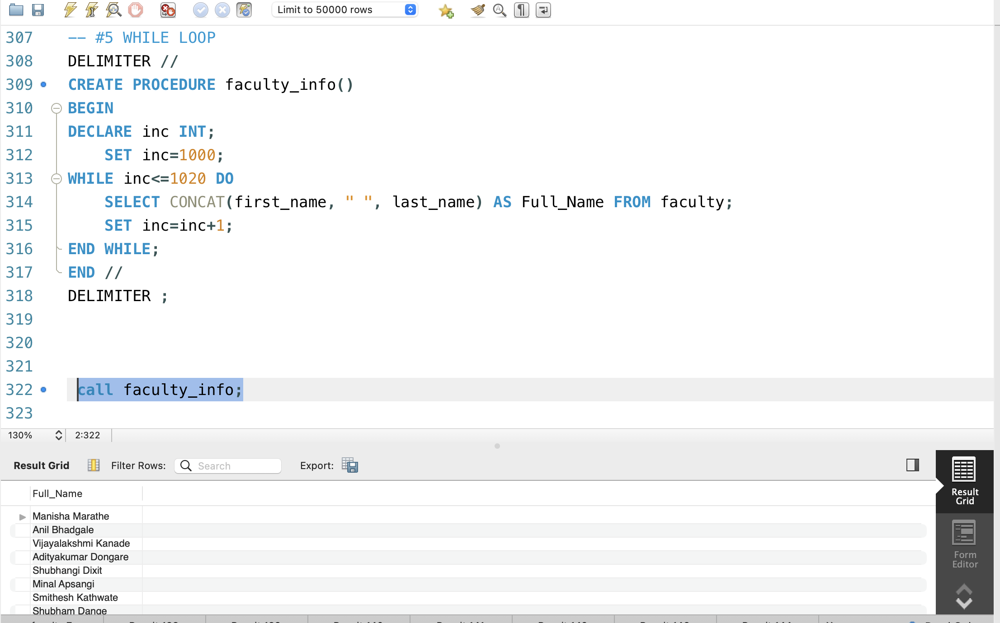 Limit to 50000 rows
307 -- #5 WHILE LOOP
308 DELIMITER //
309 CREATE PROCEDURE faculty_info()
310 BEGIN
311 DECLARE inc INT;
312 SET inc=1000;
313 WHILE inc<=1020 DO
314 SELECT CONCAT(first_name, " ", last_name) AS Full_Name FROM faculty;
315 SET inc=inc+1;
316 END WHILE;
317 END //
318 DELIMITER ;
319
320
321
322 call faculty_info;
323
130% 2:322
Result Grid Filter Rows: Search Export:
Full_Name
Manisha Marathe
Anil Bhadgale
Vijayalakshmi Kanade
Adityakumar Dongare
Shubhangi Dixit
Minal Apsangi
Smithesh Kathwate
Shubham Dange
Result
Grid
Form
Editor